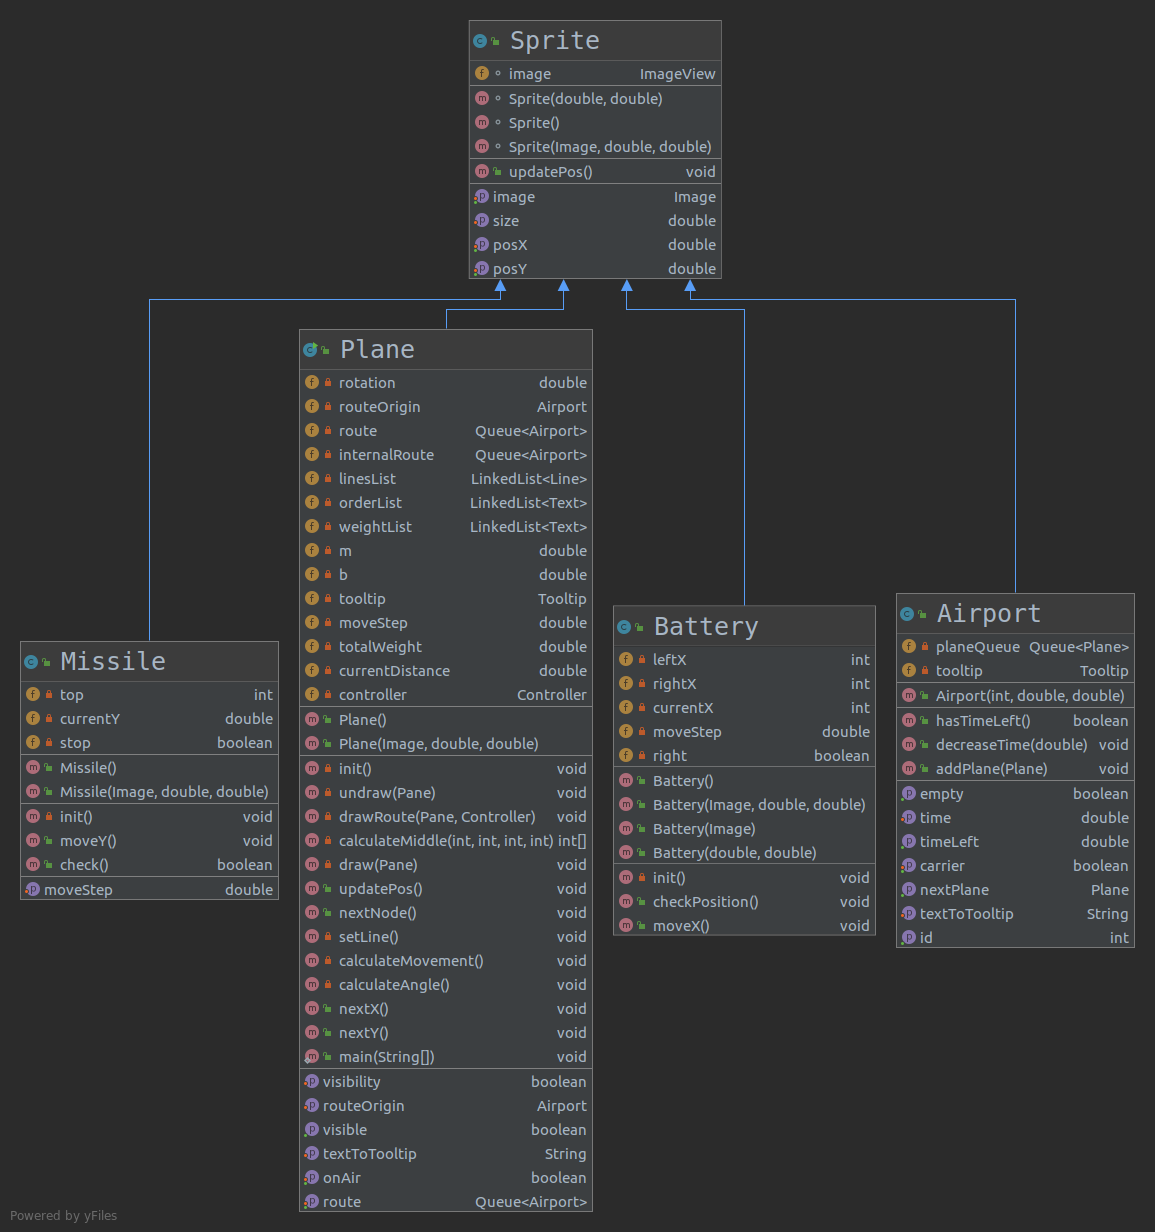 Sprite
image ImageView
Sprite(double, double)
Sprite()
Sprite(Image, double, double)
updatePos() void
image Image
size double
posX double
posY double
Plane
rotation double
routeOrigin Airport
route Queue<Airport>
internalRoute Queue<Airport>
linesList LinkedList<Line>
orderList LinkedList<Text>
weightList LinkedList<Text>
m double
b double
tooltip Tooltip
moveStep double
totalWeight double
currentDistance double
controller Controller
Plane()
Plane(Image, double, double)
init() void
undraw(Pane) void
drawRoute(Pane, Controller) void
calculateMiddle(int, int, int, int) int[]
draw(Pane) void
updatePos() void
nextNode() void
setLine() void
calculateMovement() void
calculateAngle() void
nextX() void
nextY() void
main(String[]) void
visibility boolean
routeOrigin Airport
visible boolean
textToTooltip String
onAir boolean
route Queue<Airport>
Missile
top int
currentY double
stop boolean
Missile()
Missile(Image, double, double)
init() void
moveY() void
check() boolean
moveStep double
Battery
leftX int
rightX int
currentX int
moveStep double
right boolean
Battery()
Battery(Image, double, double)
Battery(Image)
Battery(double, double)
init() void
checkPosition() void
moveX() void
Airport
planeQueue Queue<Plane>
tooltip Tooltip
Airport(int, double, double)
hasTimeLeft() boolean
decreaseTime(double) void
addPlane(Plane) void
empty boolean
time double
timeLeft double
carrier boolean
nextPlane Plane
textToTooltip String
id int
Powered by yFiles